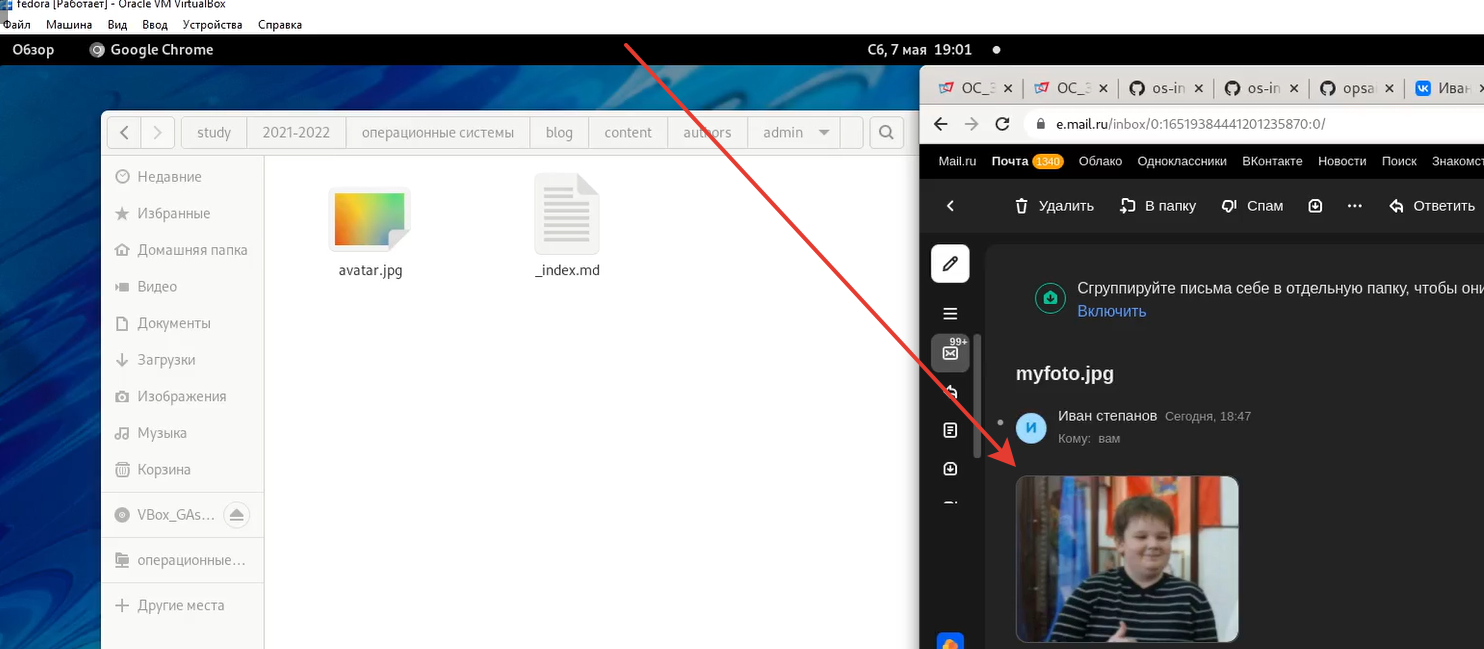 fedora [Работает] - Oracle VM VirtualBox
Файл Машина Вид Ввод Устройства Справка
Обзор Google Chrome Сб, 7 мая 19:01
study 2021-2022 операционные системы blog content authors admin
Недавние
Избранные
Домашняя папка
Видео
Документы
Загрузки
Изображения
Музыка
Корзина
VBox_GAs...
операционные...
Другие места
avatar.jpg
_index.md
ОС_ ОС_ os-in os-in opsa Иван
e.mail.ru/inbox/0:16519384441201235870:0/
Mail.ru Почта 1340 Облако Одноклассники ВКонтакте Новости Поиск Знакомст
Удалить В папку Спам Ответить
Сгруппируйте письма себе в отдельную папку, чтобы они
Включить
99+
myfoto.jpg
И
Иван степанов Сегодня, 18:47
Кому: вам